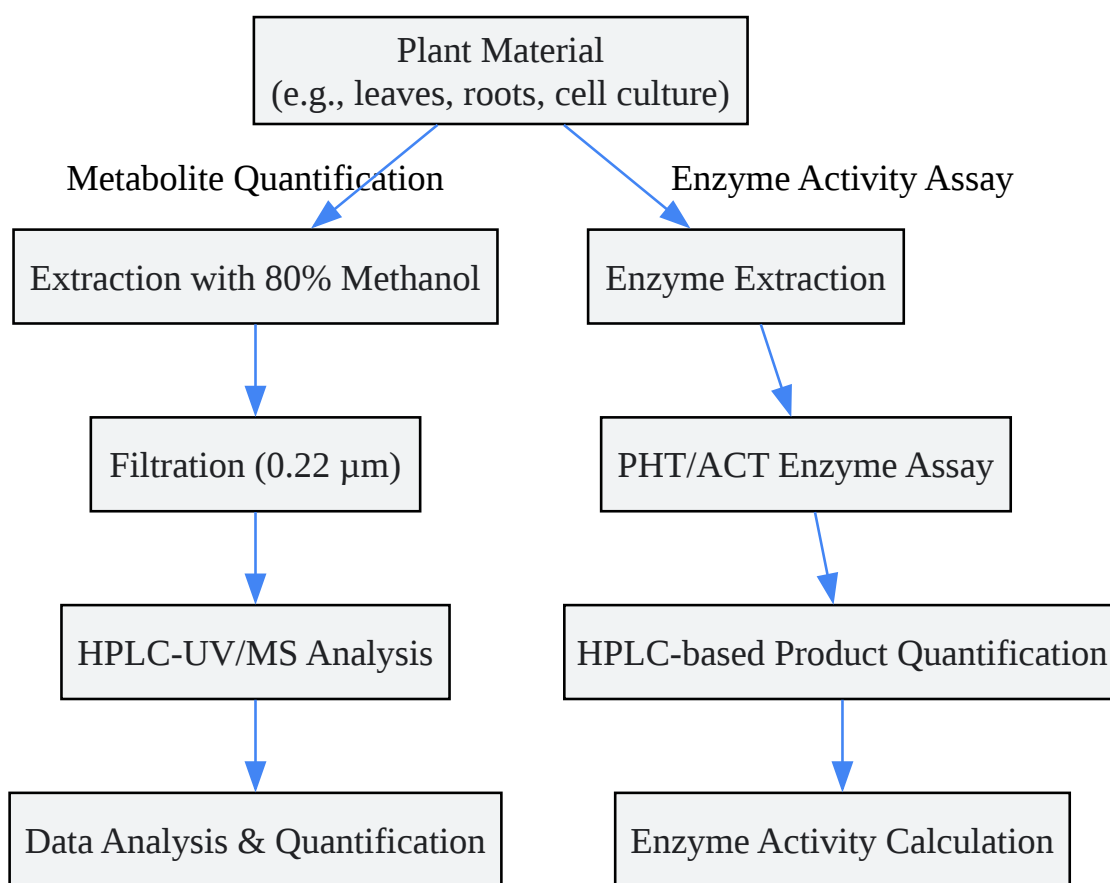 Plant Material
(e.g., leaves, roots, cell culture)
Metabolite Quantification
Enzyme Activity Assay
Extraction with 80% Methanol
Enzyme Extraction
Filtration (0.22 µm)
PHT/ACT Enzyme Assay
HPLC-UV/MS Analysis
HPLC-based Product Quantification
Data Analysis & Quantification
Enzyme Activity Calculation